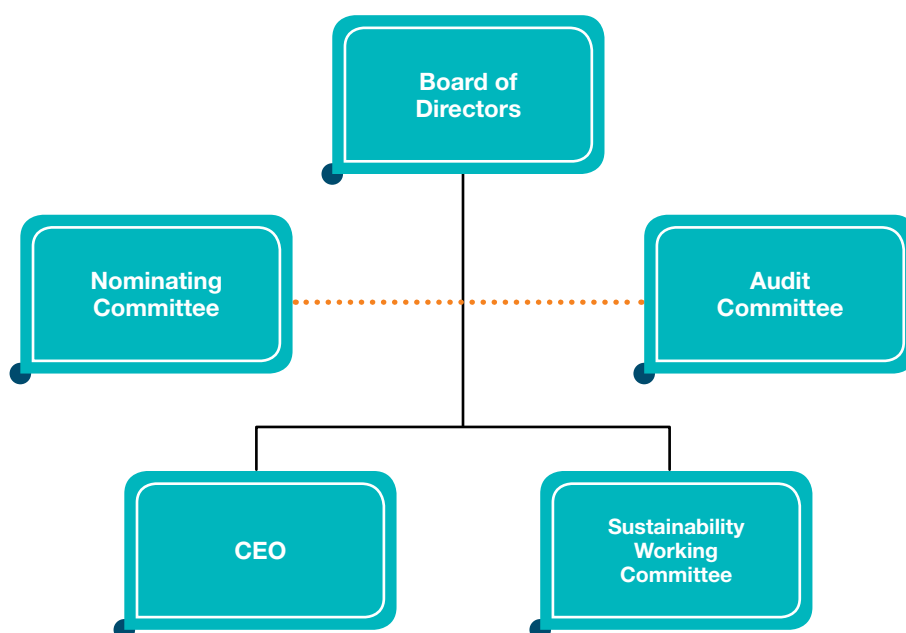 Board of
Directors
Nominating
Committee
Audit
Committee
CEO
Sustainability
Working
Committee